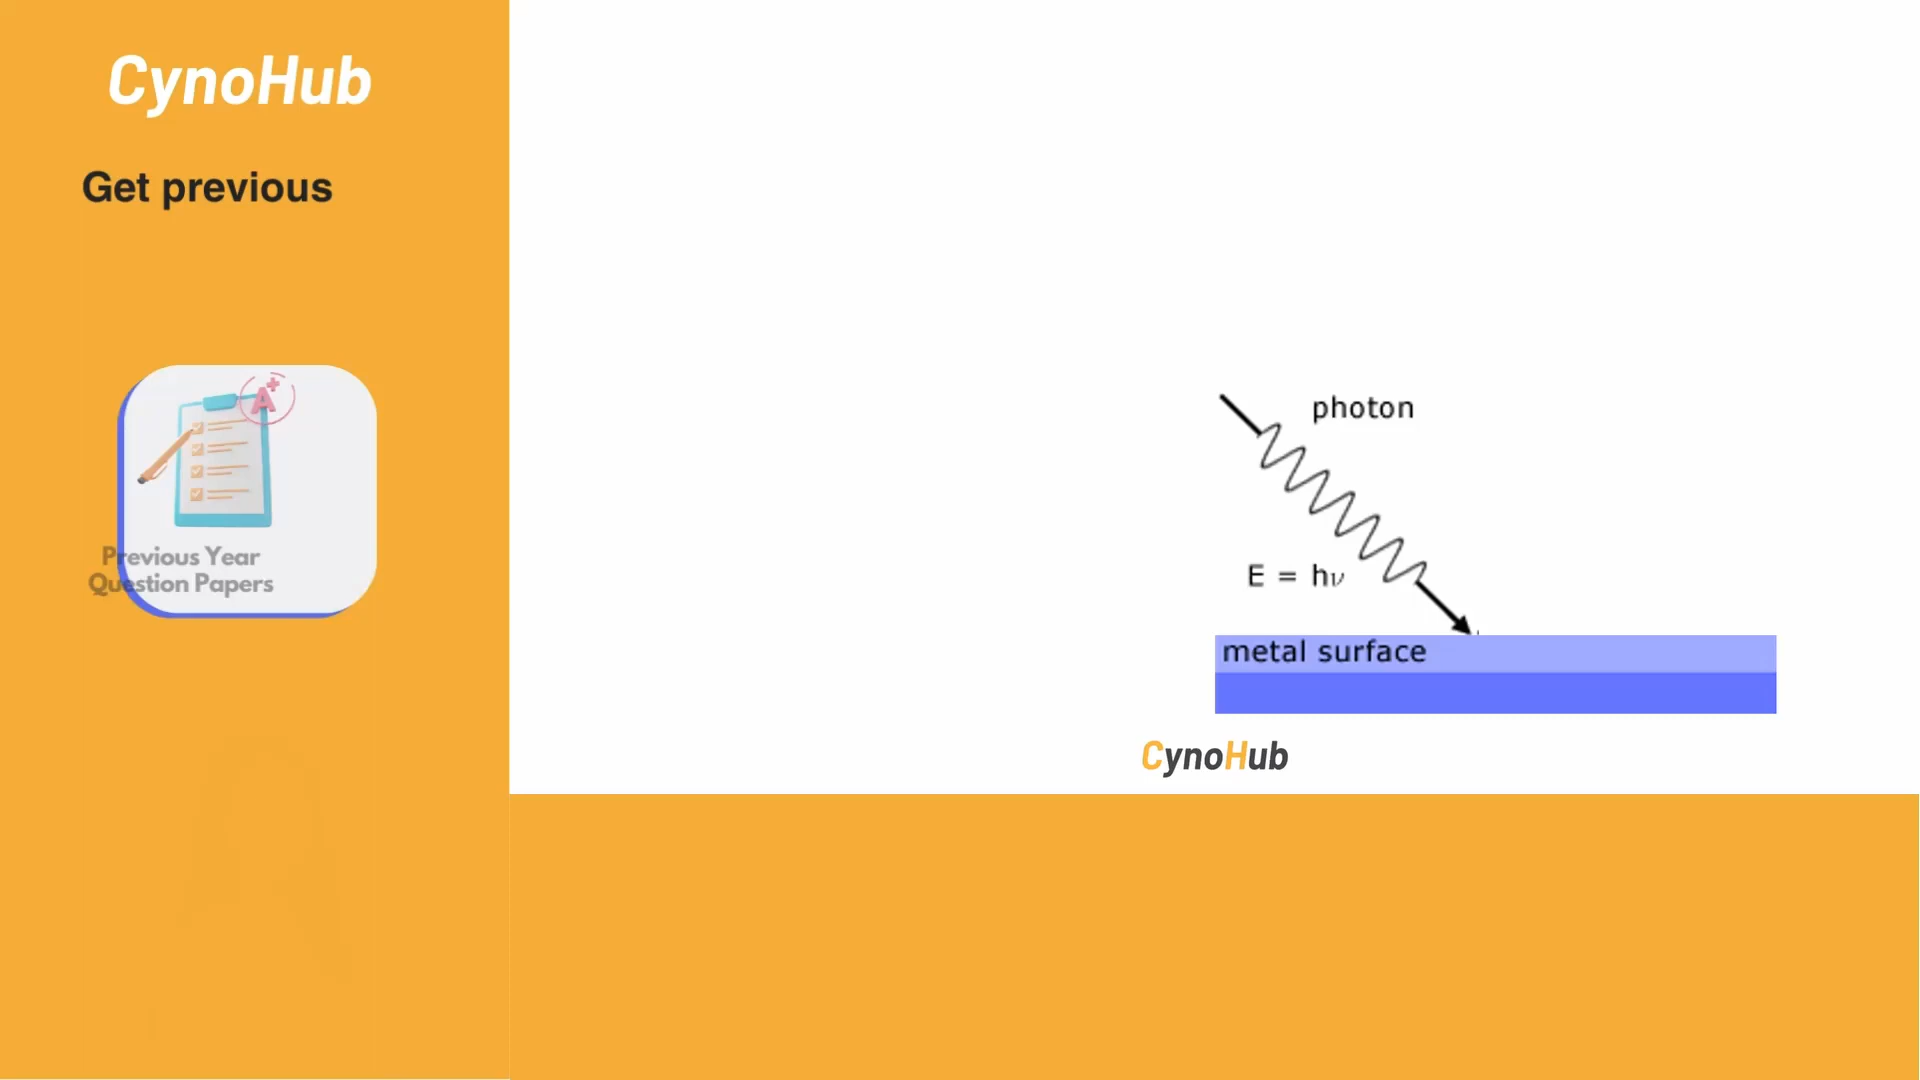 CynoHub
Get previous
A+
Previous Year
Question Papers
photon
E = hν
metal surface
CynoHub